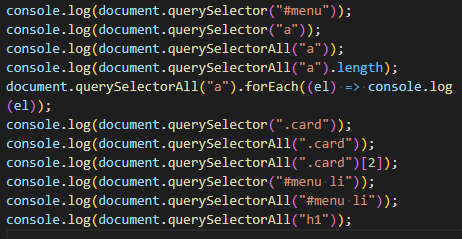 console.log(document.querySelector("#menu"));
console.log(document.querySelector("a"));
console.log(document.querySelectorAll("a"));
console.log(document.querySelectorAll("a").length);
document.querySelectorAll("a").forEach((el) => console.log
(el));
console.log(document.querySelector(".card"));
console.log(document.querySelectorAll(".card"));
console.log(document.querySelectorAll(".card")[2]);
console.log(document.querySelector("#menu li"));
console.log(document.querySelectorAll("#menu li"));
console.log(document.querySelectorAll("h1"));